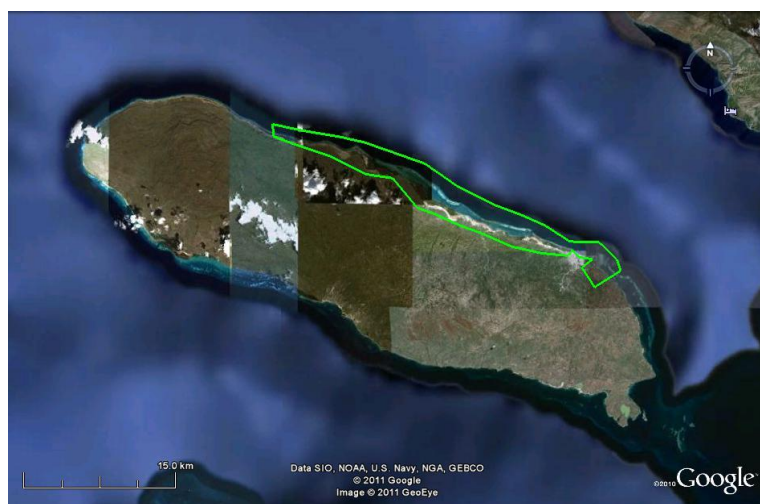 N
15.0 km
Data SIO, NOAA, U.S. Navy, NGA, GEBCO
© 2011 Google
Image © 2011 GeoEye
©2010 Google